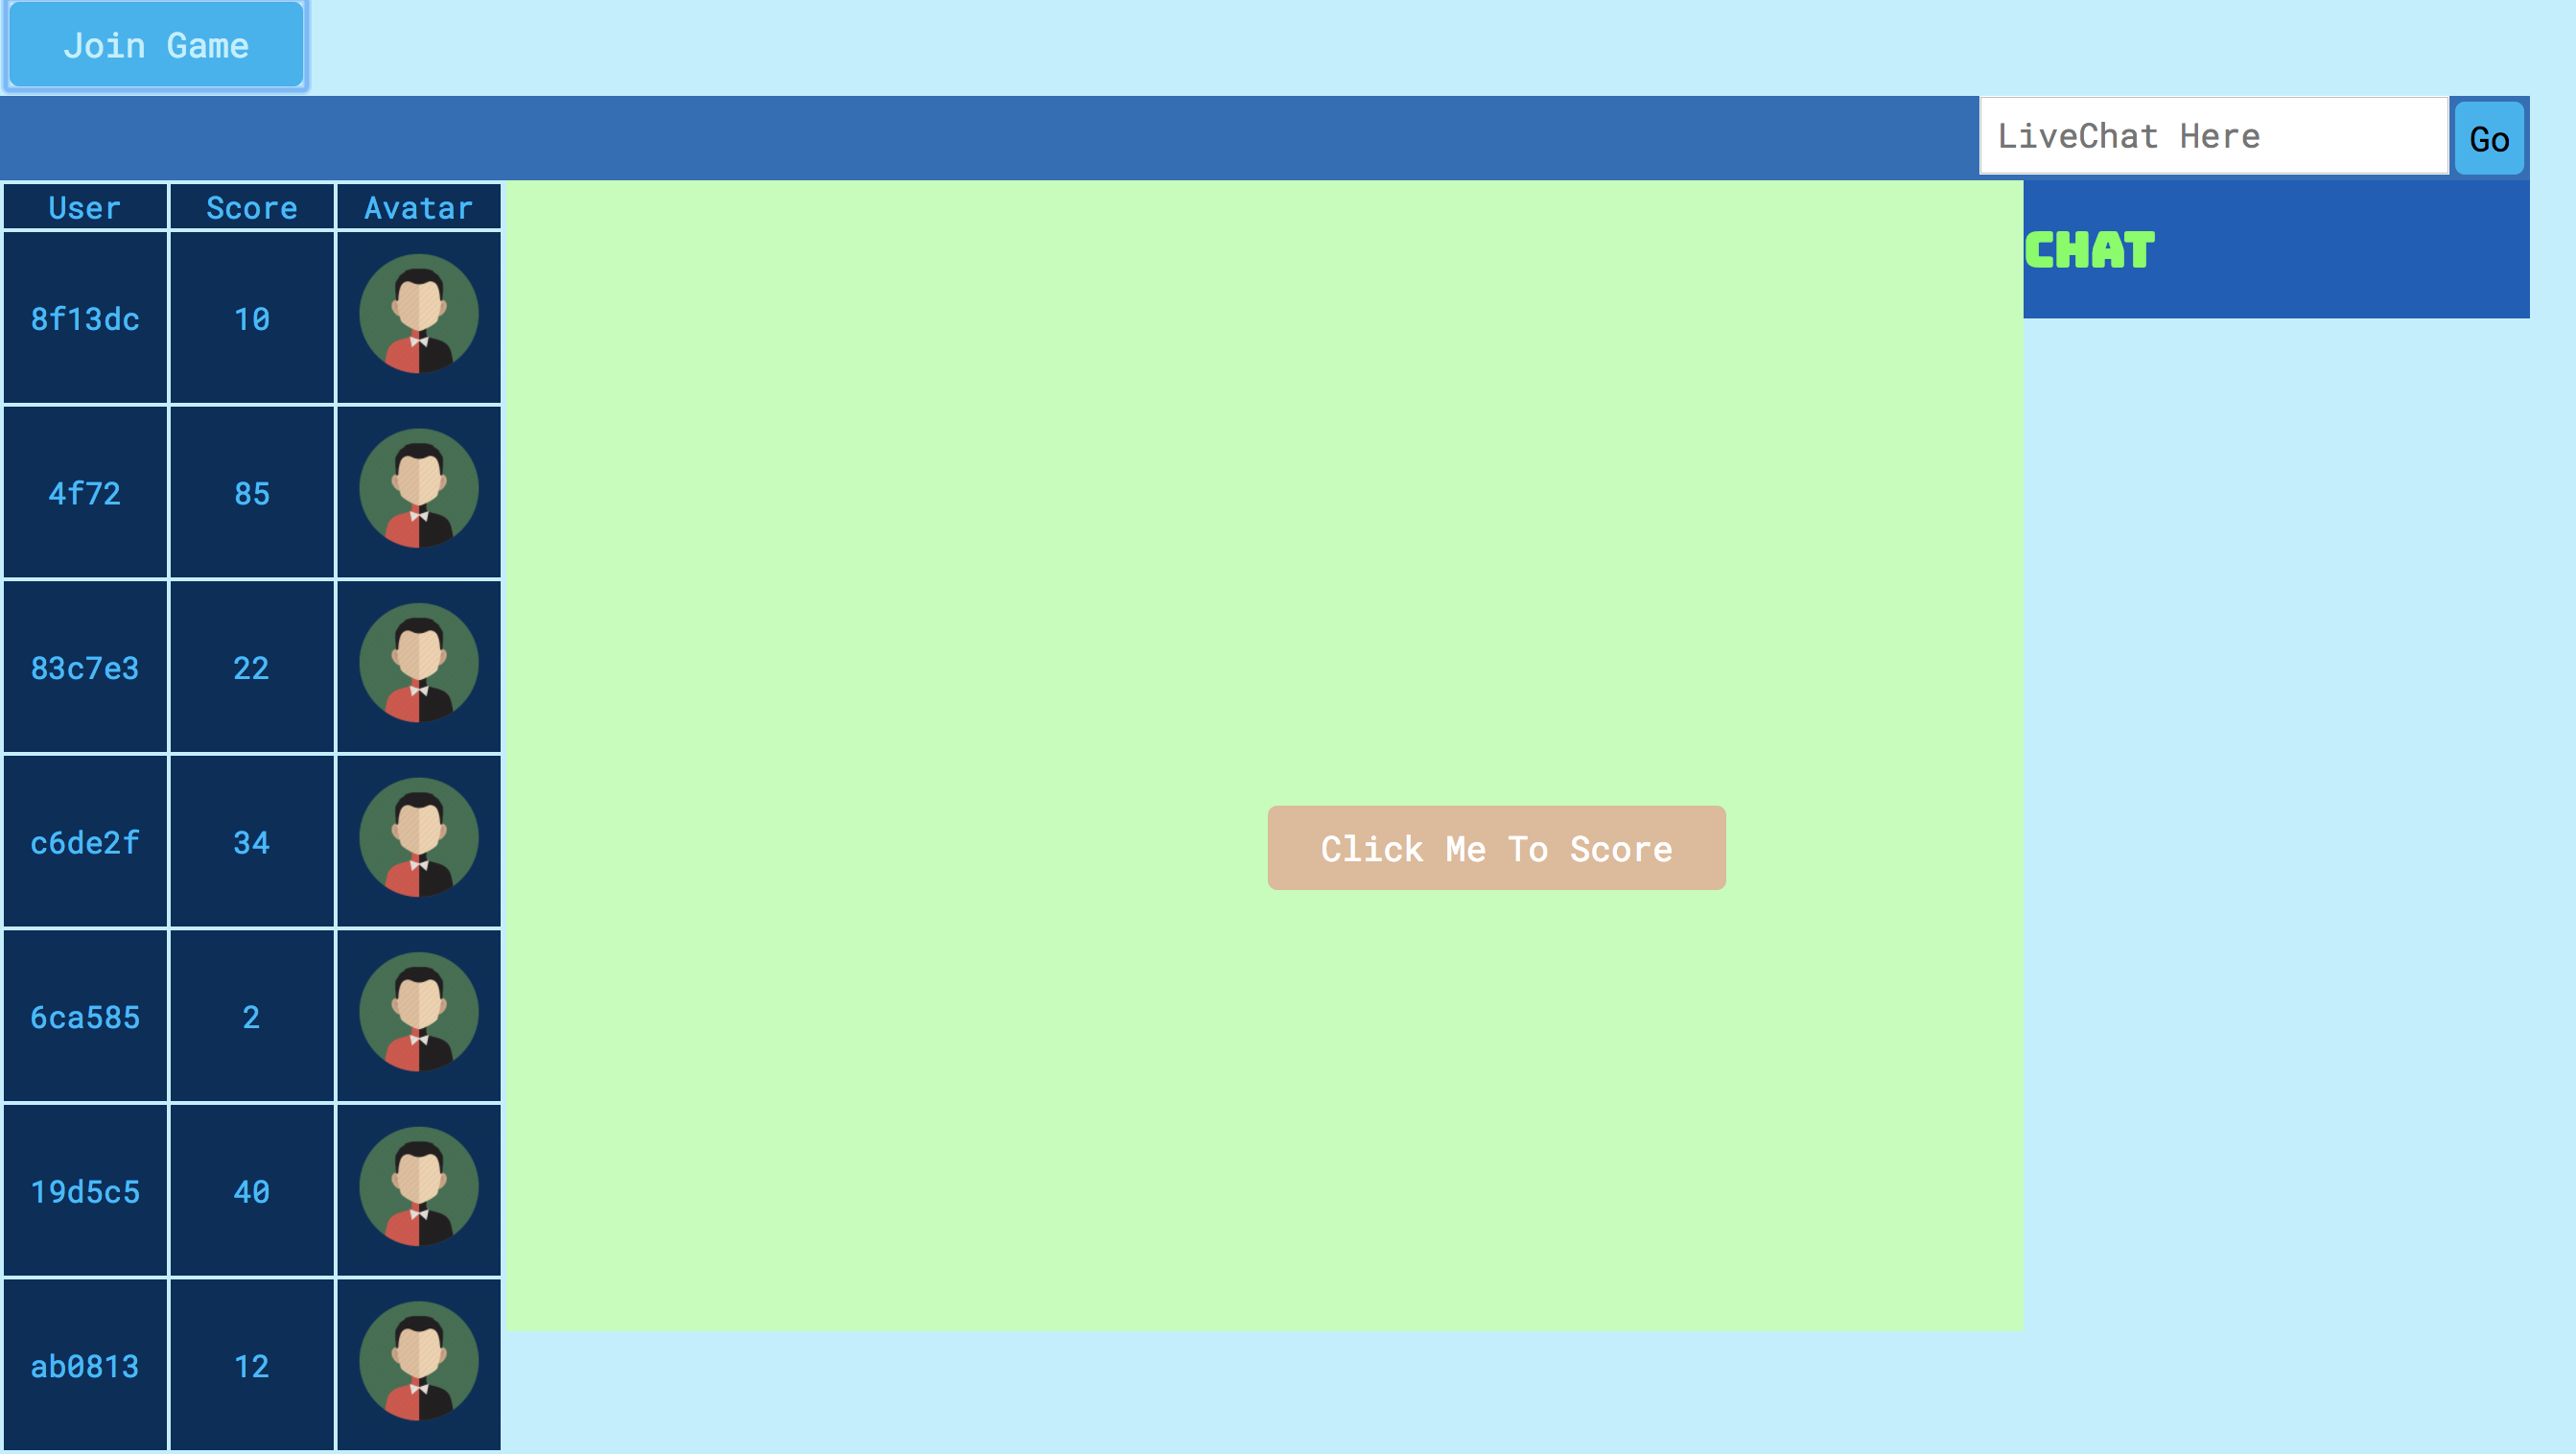 Join Game
LiveChat Here Go
User Score Avatar
CHAT
8f13dc 10
4f72 85
83c7e3 22
c6de2f 34
Click Me To Score
6ca585 2
19d5c5 40
ab0813 12